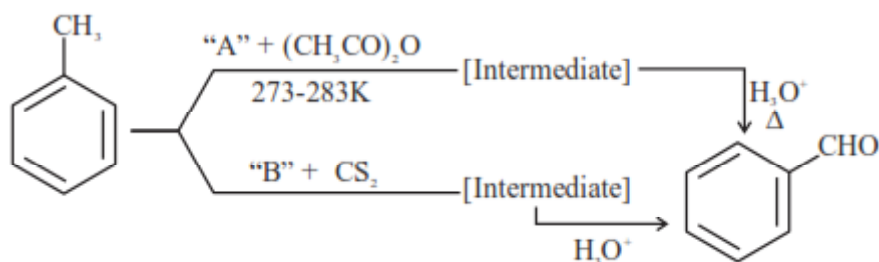 CH₃
“A” + (CH₃CO)₂O
273-283K
[Intermediate]
H₃O⁺
Δ
CHO
“B” + CS₂
[Intermediate]
H₃O⁺